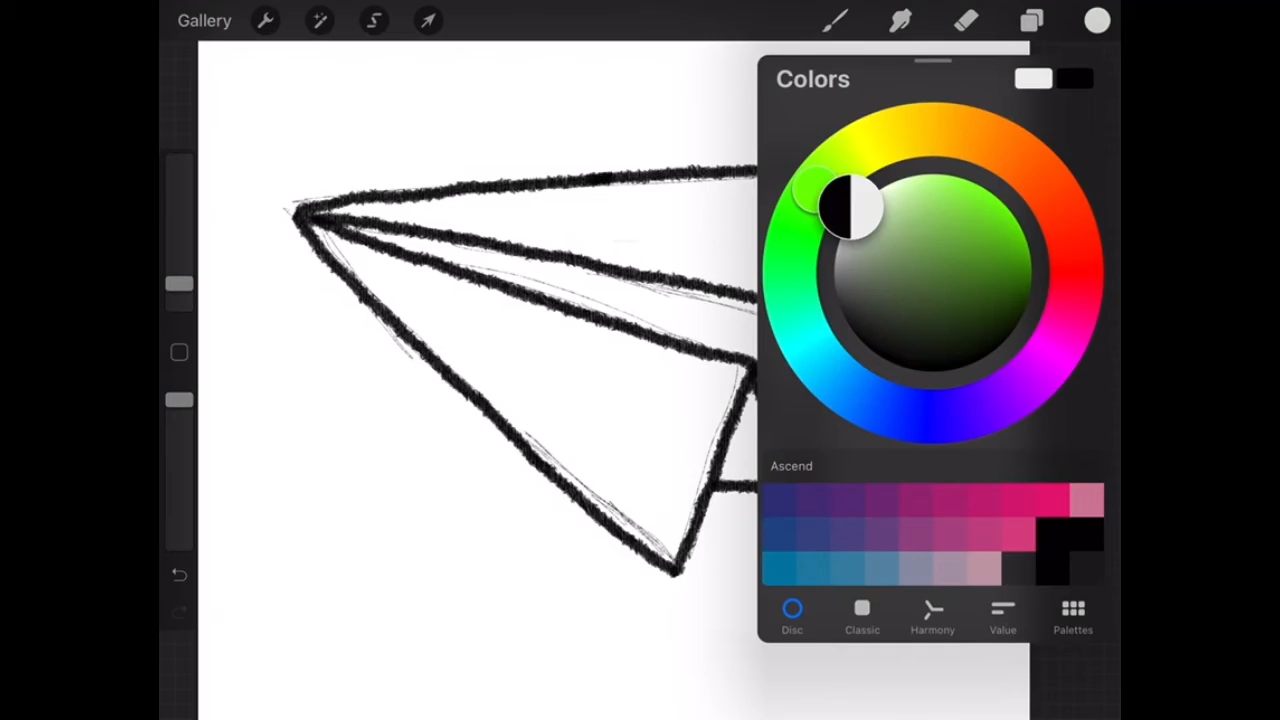 Gallery
Colors
Ascend
Disc
Classic
Harmony
Value
Palettes